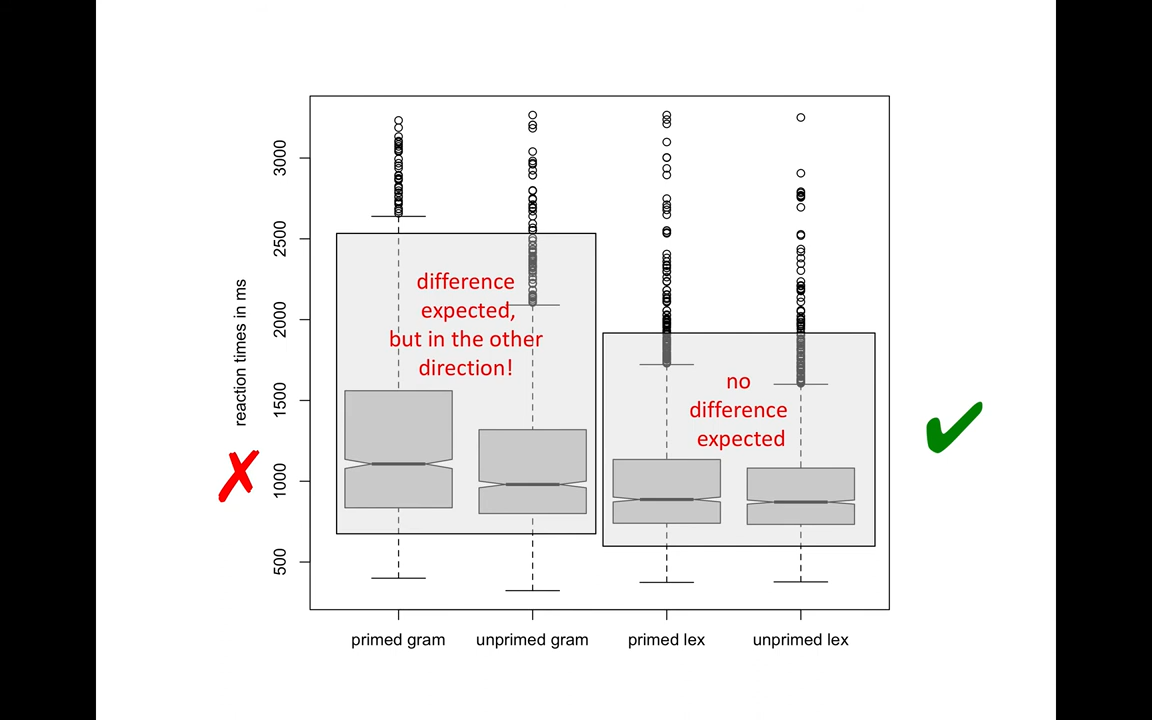 3000
2500
2000
1500
1000
500
reaction times in ms
difference
expected,
but in the other
direction!
no
difference
expected
primed gram
unprimed gram
primed lex
unprimed lex